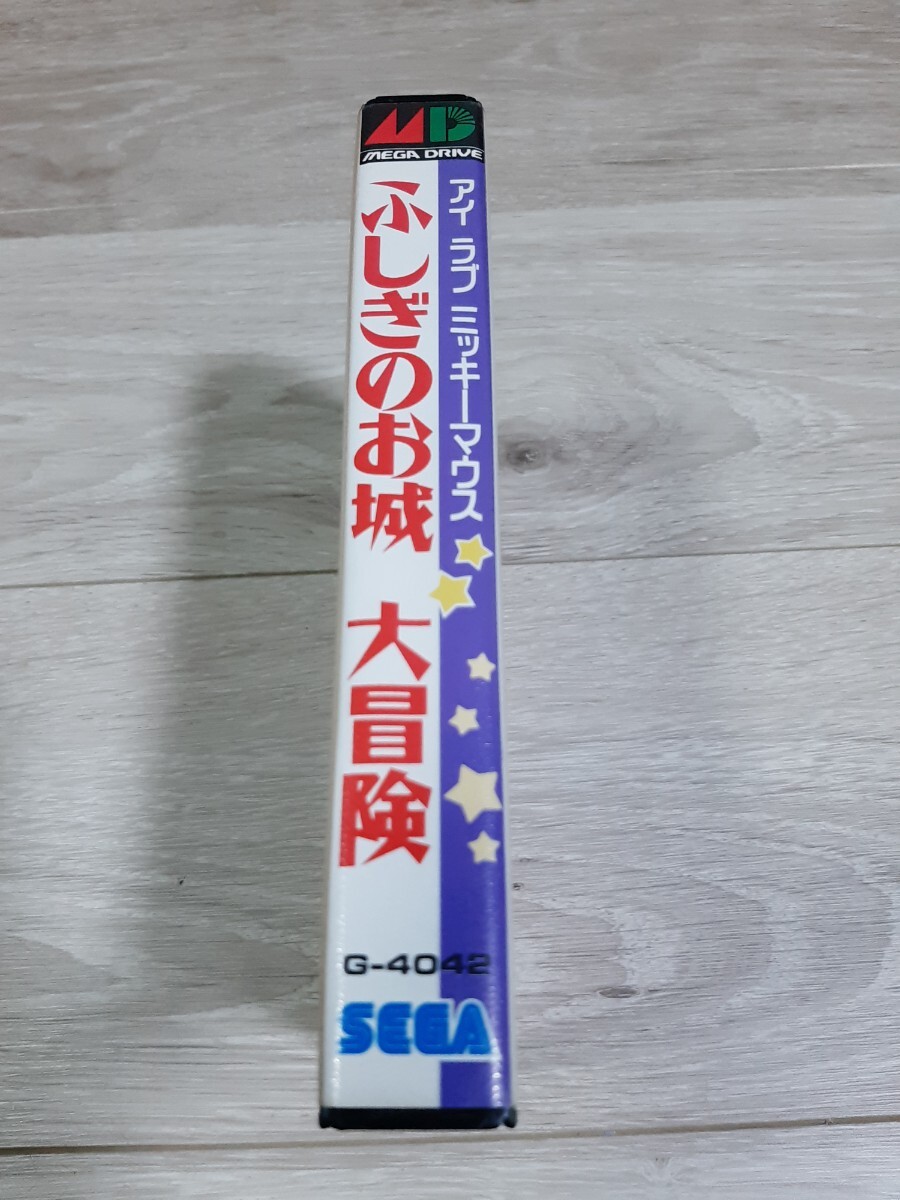 MD
MEGA DRIVE
アイ ラブ ミッキーマウス
ふしぎのお城 大冒険
G-4042
SEGA